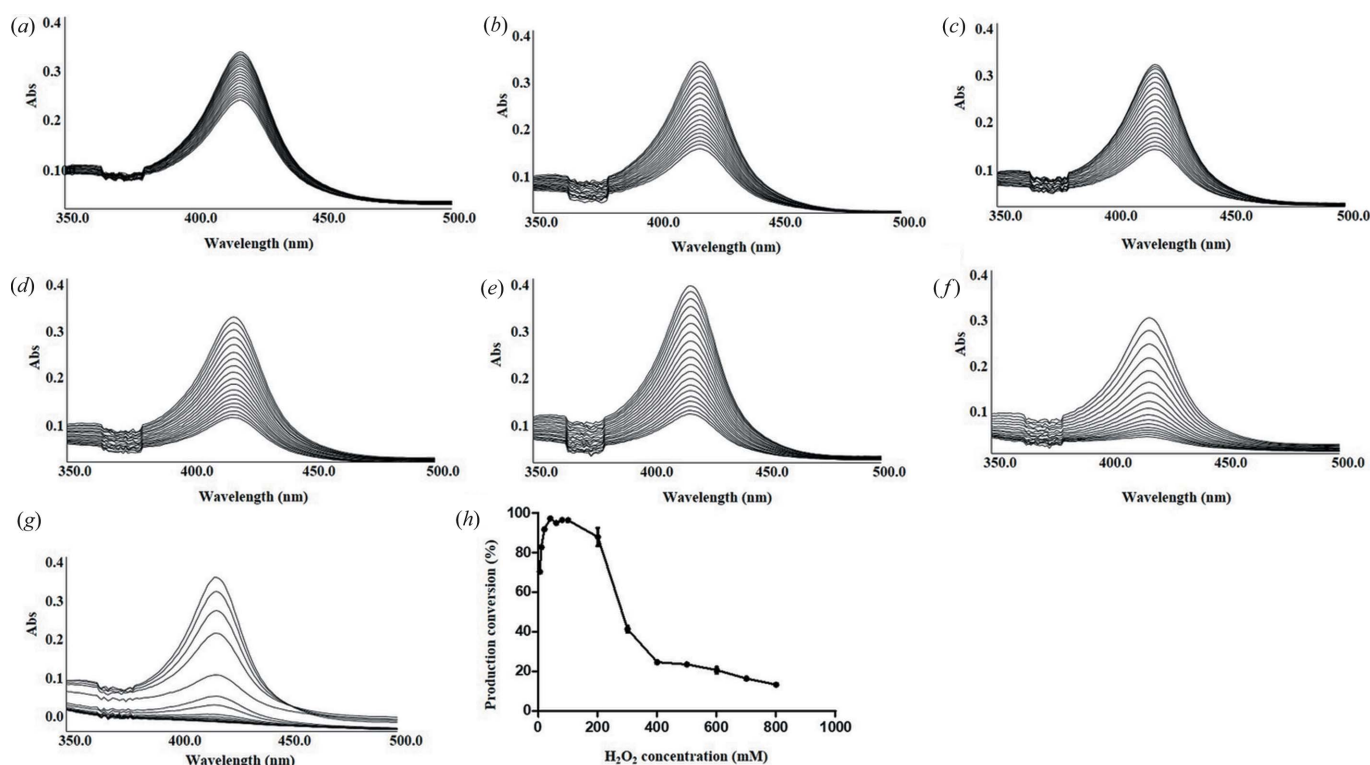 (a)
0.4
0.3
0.2
0.10
Abs
350.0 400.0 450.0 500.0
Wavelength (nm)
(b)
0.4
0.3
0.2
0.1
Abs
350.0 400.0 450.0 500.0
Wavelength (nm)
(c)
0.4
0.3
0.2
0.1
Abs
350.0 400.0 450.0 500.0
Wavelength (nm)
(d)
0.4
0.3
0.2
0.1
Abs
350.0 400.0 450.0 500.0
Wavelength (nm)
(e)
0.4
0.3
0.2
0.1
Abs
350.0 400.0 450.0 500.0
Wavelength (nm)
(f)
0.4
0.3
0.2
0.1
Abs
350.0 400.0 450.0 500.0
Wavelength (nm)
(g)
0.4
0.3
0.2
0.1
0.0
Abs
350.0 400.0 450.0 500.0
Wavelength (nm)
(h)
100
80
60
40
20
0
Production conversion (%)
0 200 400 600 800 1000
H₂O₂ concentration (mM)